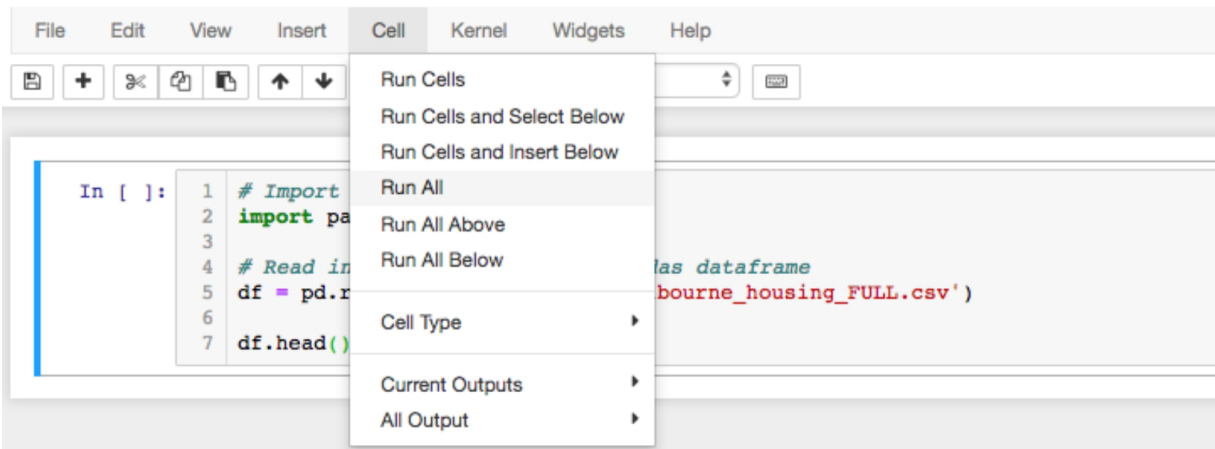 File Edit View Insert Cell Kernel Widgets Help
Run Cells
Run Cells and Select Below
Run Cells and Insert Below
Run All
Run All Above
Run All Below
Cell Type
Current Outputs
All Output
In [ ]:
1 # Import
2 import pa
3
4 # Read in das dataframe
5 df = pd.r bourne_housing_FULL.csv')
6
7 df.head()